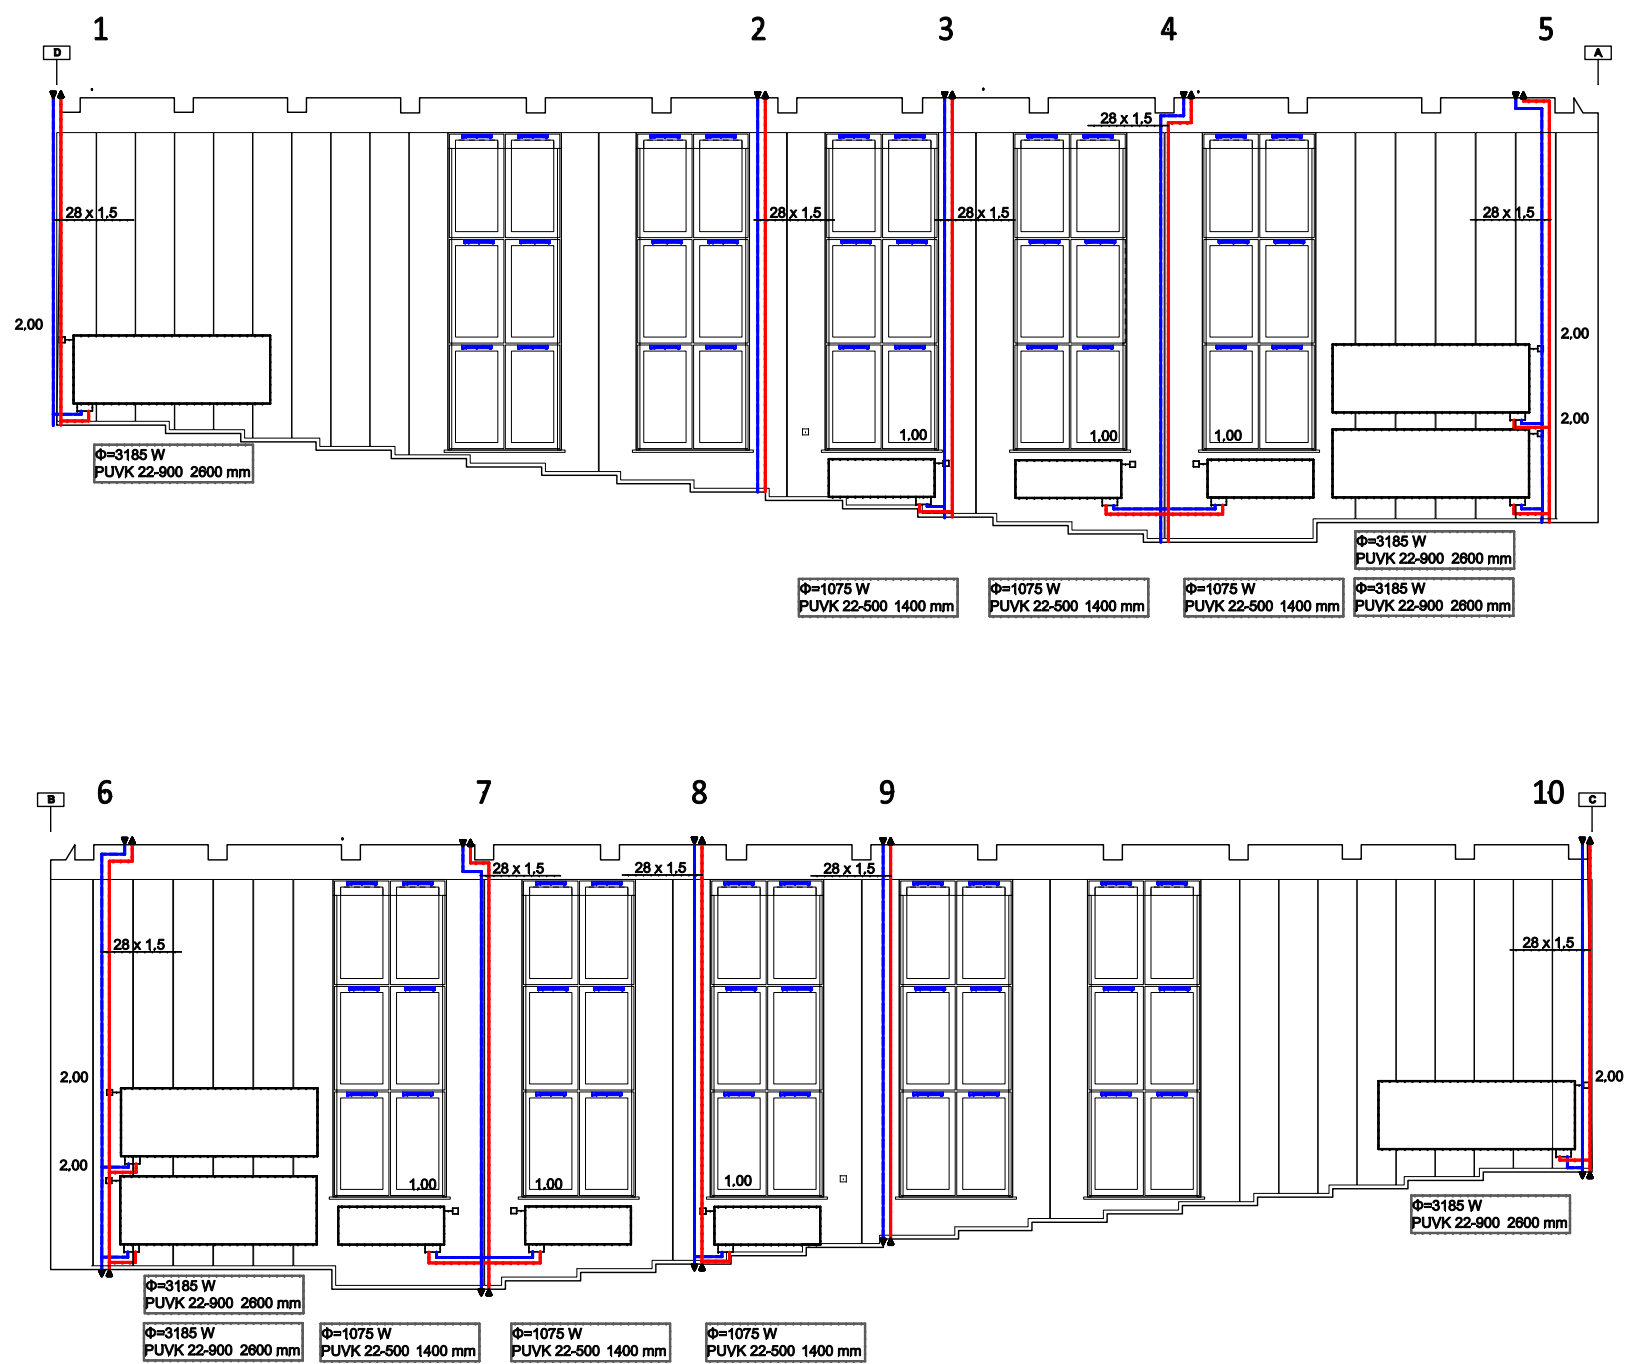 1 2 3 4 5
D A
28 x 1,5
28 x 1,5 28 x 1,5 28 x 1,5 28 x 1,5
2,00 2,00
2,00
1,00 1,00 1,00
Φ=3185 W
PUVK 22-900 2600 mm
Φ=3185 W
PUVK 22-900 2600 mm
Φ=1075 W
PUVK 22-500 1400 mm
Φ=1075 W
PUVK 22-500 1400 mm
Φ=1075 W
PUVK 22-500 1400 mm
Φ=3185 W
PUVK 22-900 2600 mm
6 7 8 9 10
B C
28 x 1,5 28 x 1,5 28 x 1,5
28 x 1,5 28 x 1,5
2,00 2,00
2,00
1,00 1,00 1,00
Φ=3185 W
PUVK 22-900 2600 mm
Φ=3185 W
PUVK 22-900 2600 mm
Φ=3185 W
PUVK 22-900 2600 mm
Φ=1075 W
PUVK 22-500 1400 mm
Φ=1075 W
PUVK 22-500 1400 mm
Φ=1075 W
PUVK 22-500 1400 mm